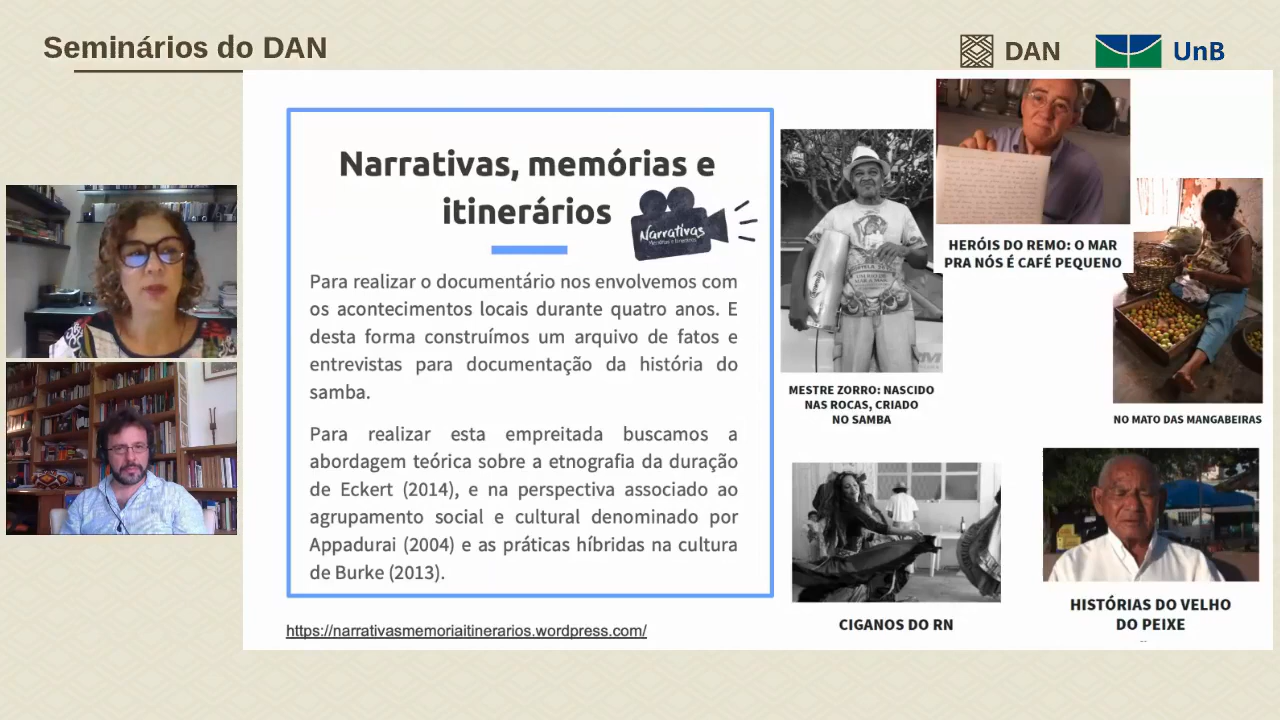 Seminários do DAN
DAN
UnB
Narrativas, memórias e
itinerários
Narrativas
Memórias e Itinerários
Para realizar o documentário nos envolvemos com
os acontecimentos locais durante quatro anos. E
desta forma construímos um arquivo de fatos e
entrevistas para documentação da história do
samba.
Para realizar esta empreitada buscamos a
abordagem teórica sobre a etnografia da duração
de Eckert (2014), e na perspectiva associado ao
agrupamento social e cultural denominado por
Appadurai (2004) e as práticas híbridas na cultura
de Burke (2013).
https://narrativasmemoriaitinerarios.wordpress.com/
HERÓIS DO REMO: O MAR
PRA NÓS É CAFÉ PEQUENO
MESTRE ZORRO: NASCIDO
NAS ROCAS, CRIADO
NO SAMBA
NO MATO DAS MANGABEIRAS
CIGANOS DO RN
HISTÓRIAS DO VELHO
DO PEIXE